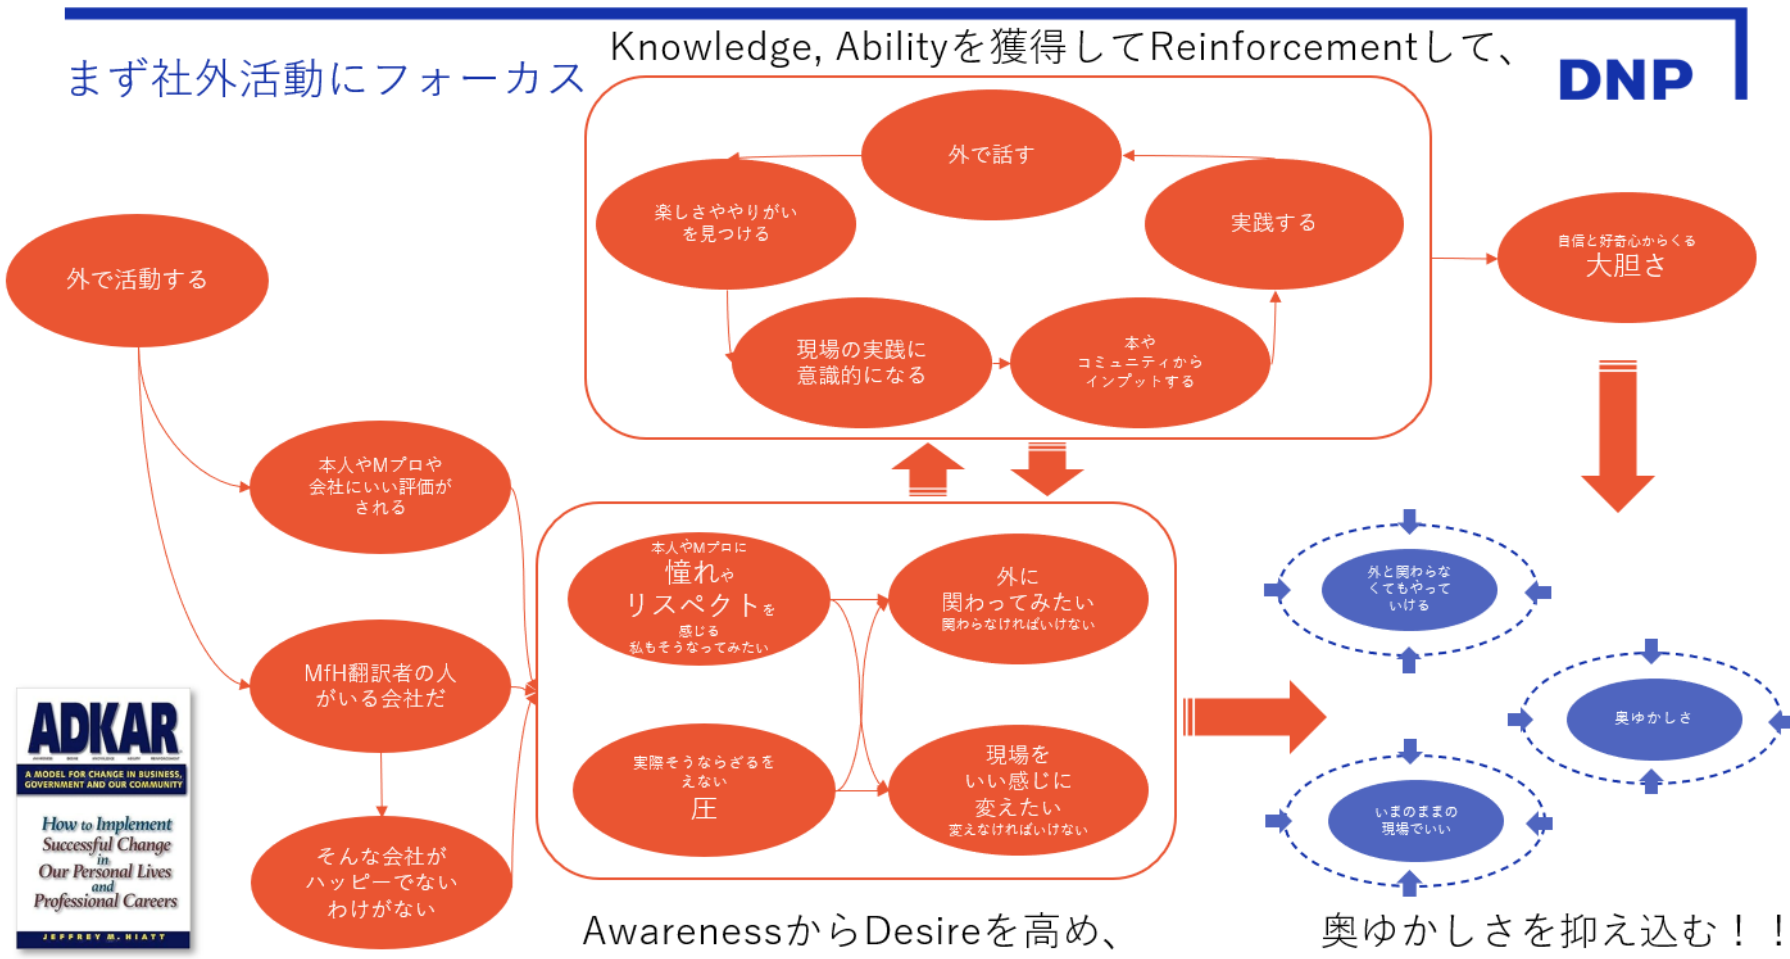 まず社外活動にフォーカス
Knowledge, Abilityを獲得してReinforcementして、
DNP
外で話す
楽しさややりがい
を見つける
実践する
現場の実践に
意識的になる
本や
コミュニティから
インプットする
自信と好奇心からくる
大胆さ
外で活動する
本人やMプロや
会社にいい評価が
される
MfH翻訳者の人
がいる会社だ
そんな会社が
ハッピーでない
わけがない
本人やMプロに
憧れや
リスペクトを
感じる
私もそうなってみたい
外に
関わってみたい
関わらなければいけない
実際そうならざるを
えない
圧
現場を
いい感じに
変えたい
変えなければいけない
外と関わらな
くてもやって
いける
奥ゆかしさ
いまのままの
現場でいい
ADKAR
AWARENESS DESIRE KNOWLEDGE ABILITY REINFORCEMENT
A MODEL FOR CHANGE IN BUSINESS,
GOVERNMENT AND OUR COMMUNITY
How to Implement
Successful Change
in
Our Personal Lives
and
Professional Careers
JEFFREY M. HIATT
AwarenessからDesireを高め、
奥ゆかしさを抑え込む！！